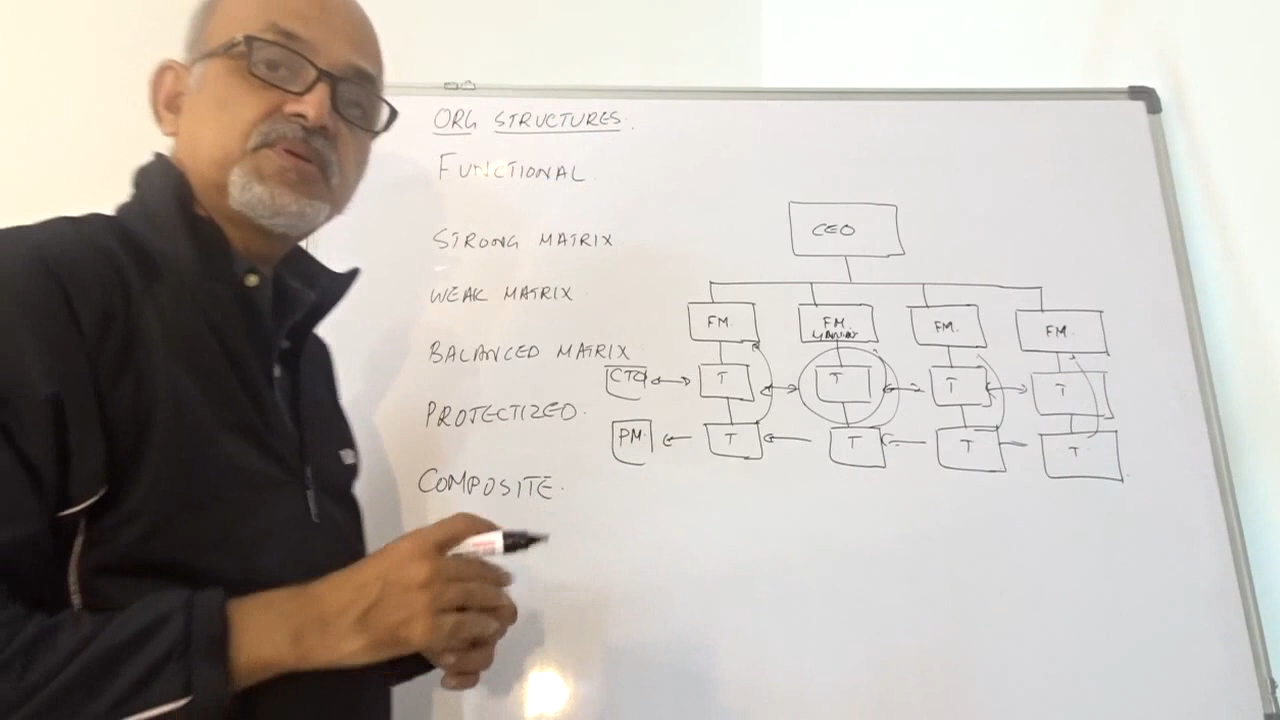 ORG STRUCTURES.
FUNCTIONAL.
STRONG MATRIX
WEAK MATRIX
BALANCED MATRIX
PROJECTIZED.
COMPOSITE.
CEO
FM. FM. FM. FM.
CTO T T T T
PM. T T T T